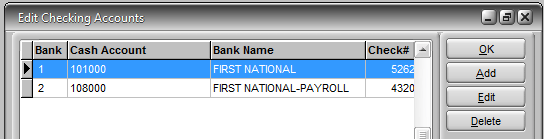 Edit Checking Accounts
Bank Cash Account Bank Name Check#
1 101000 FIRST NATIONAL 5262
2 108000 FIRST NATIONAL-PAYROLL 4320
OK
Add
Edit
Delete